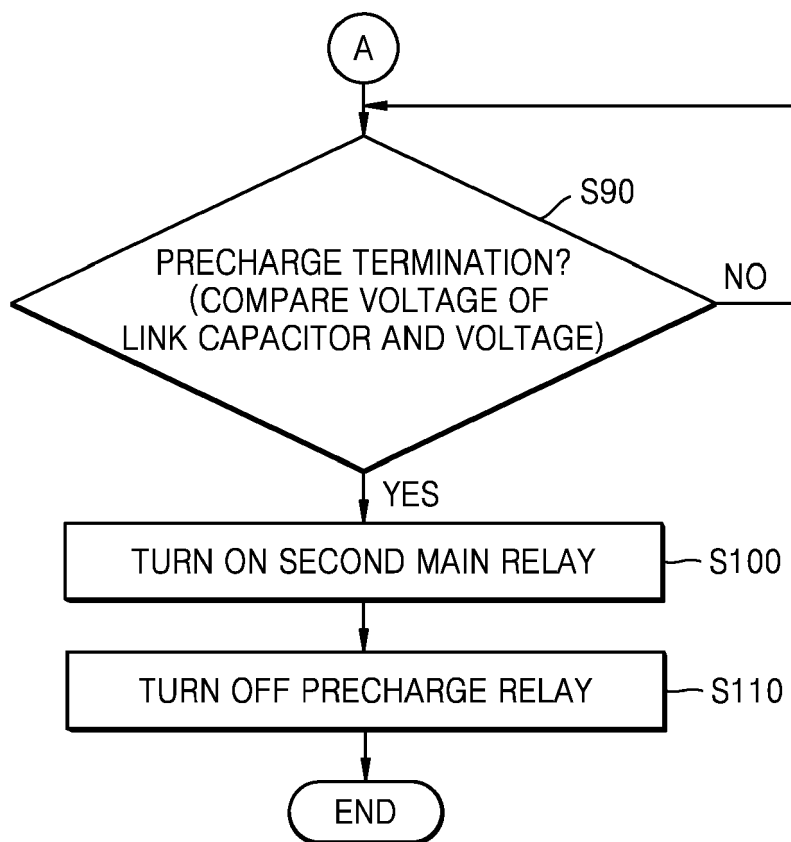 A
S90
PRECHARGE TERMINATION?
(COMPARE VOLTAGE OF
LINK CAPACITOR AND VOLTAGE)
NO
YES
TURN ON SECOND MAIN RELAY
S100
TURN OFF PRECHARGE RELAY
S110
END